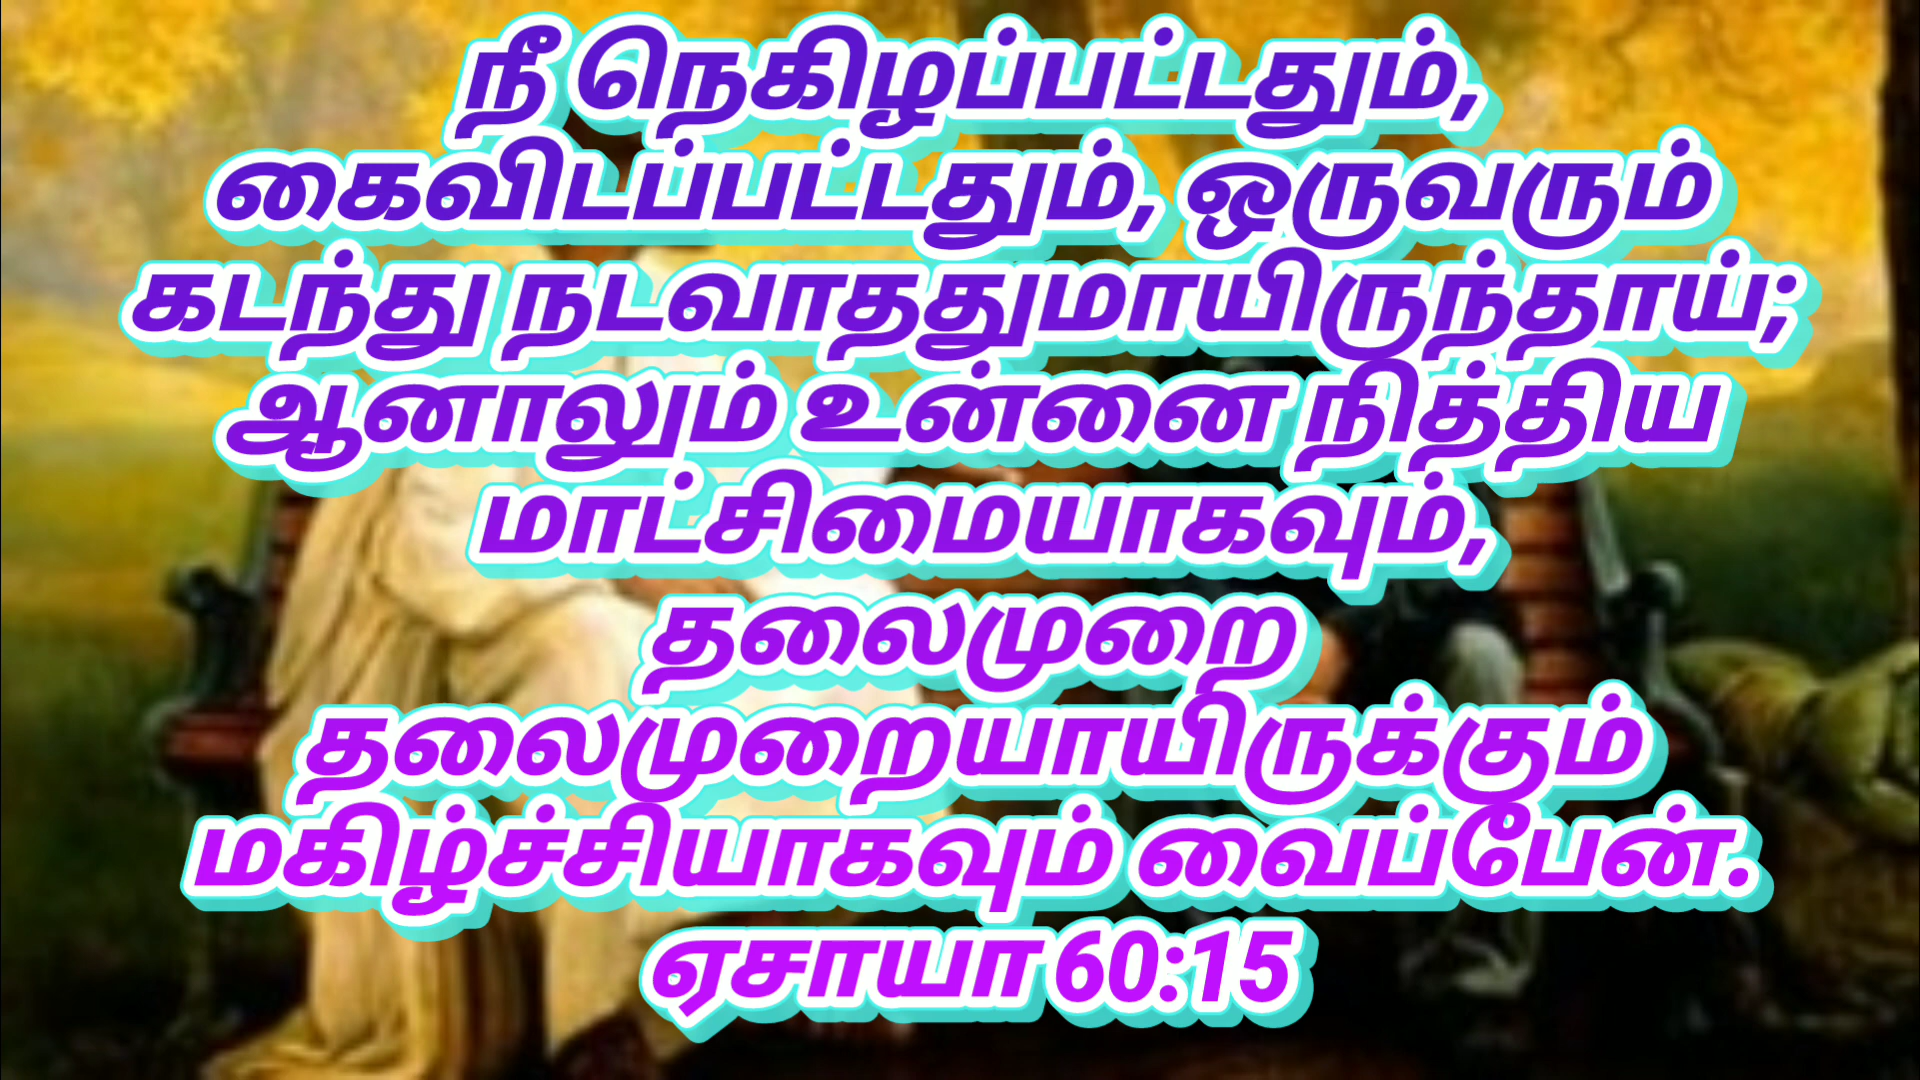 நீ நெகிழப்பட்டதும்,
கைவிடப்பட்டதும், ஒருவரும்
கடந்து நடவாததுமாயிருந்தாய்;
ஆனாலும் உன்னை நித்திய
மாட்சிமையாகவும்,
தலைமுறை
தலைமுறையாயிருக்கும்
மகிழ்ச்சியாகவும் வைப்பேன்.
ஏசாயா 60:15